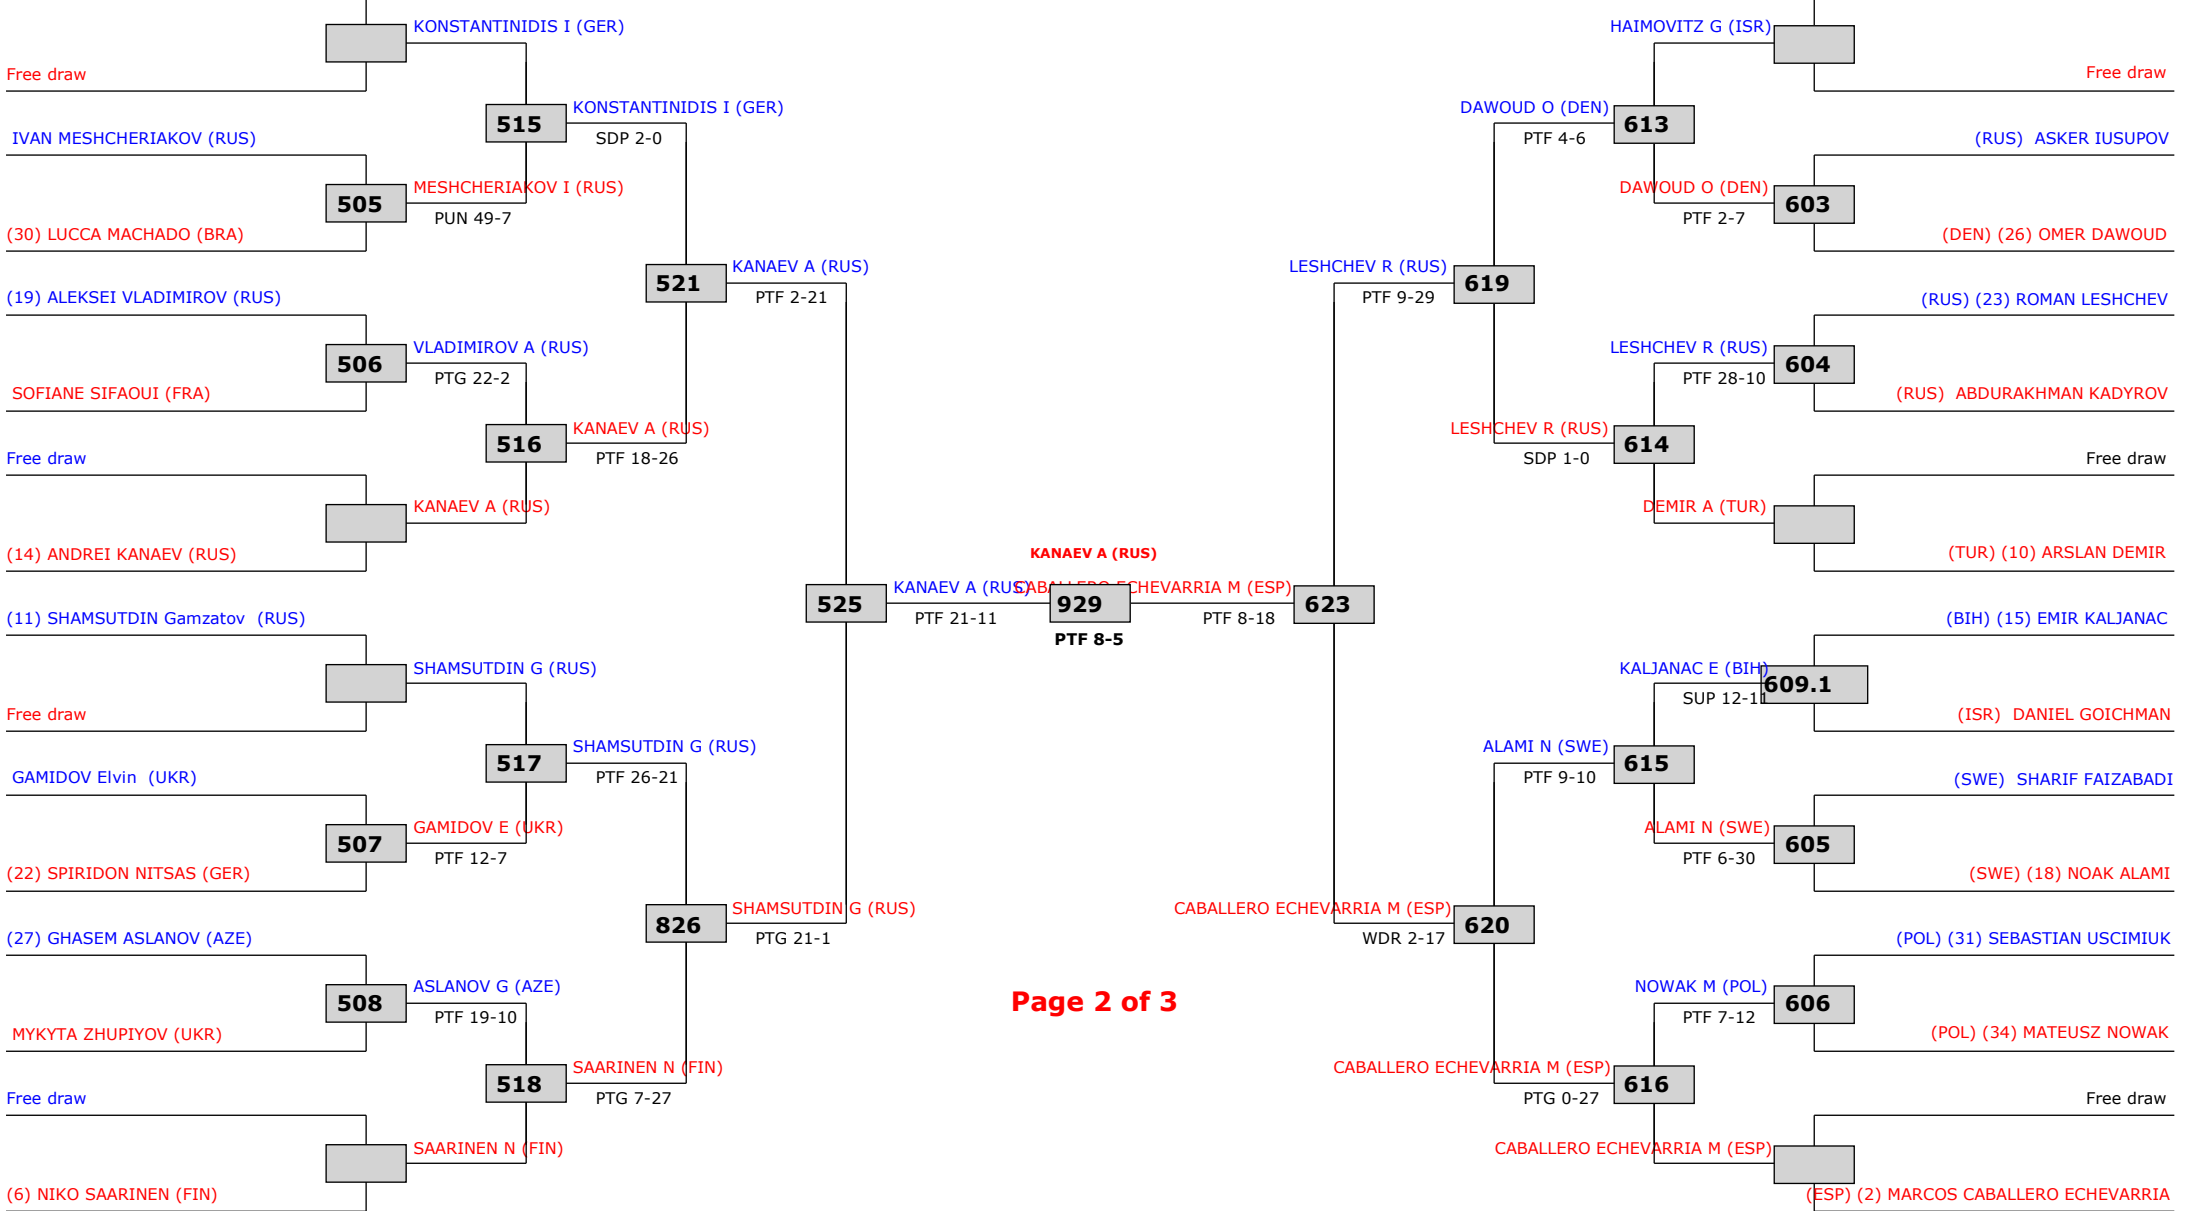 KONSTANTINIDIS I (GER)
Free draw
515
KONSTANTINIDIS I (GER)
SDP 2-0
IVAN MESHCHERIAKOV (RUS)
505
MESHCHERIAKOV I (RUS)
PUN 49-7
(30) LUCCA MACHADO (BRA)
521
KANAEV A (RUS)
PTF 2-21
(19) ALEKSEI VLADIMIROV (RUS)
506
VLADIMIROV A (RUS)
PTG 22-2
SOFIANE SIFAOUI (FRA)
516
KANAEV A (RUS)
PTF 18-26
Free draw
KANAEV A (RUS)
(14) ANDREI KANAEV (RUS)
525
KANAEV A (RUS)
PTF 21-11
(11) SHAMSUTDIN Gamzatov (RUS)
SHAMSUTDIN G (RUS)
Free draw
517
SHAMSUTDIN G (RUS)
PTF 26-21
GAMIDOV Elvin (UKR)
507
GAMIDOV E (UKR)
PTF 12-7
(22) SPIRIDON NITSAS (GER)
826
SHAMSUTDIN G (RUS)
PTG 21-1
(27) GHASEM ASLANOV (AZE)
508
ASLANOV G (AZE)
PTF 19-10
MYKYTA ZHUPIYOV (UKR)
518
SAARINEN N (FIN)
PTG 7-27
Free draw
SAARINEN N (FIN)
(6) NIKO SAARINEN (FIN)
KANAEV A (RUS)
929
PTF 8-5
Page 2 of 3
HAIMOVITZ G (ISR)
Free draw
DAWOUD O (DEN)
613
PTF 4-6
(RUS) ASKER IUSUPOV
DAWOUD O (DEN)
603
PTF 2-7
(DEN) (26) OMER DAWOUD
LESHCHEV R (RUS)
619
PTF 9-29
(RUS) (23) ROMAN LESHCHEV
LESHCHEV R (RUS)
604
PTF 28-10
(RUS) ABDURAKHMAN KADYROV
LESHCHEV R (RUS)
614
SDP 1-0
Free draw
DEMIR A (TUR)
(TUR) (10) ARSLAN DEMIR
CABALLERO ECHEVARRIA M (ESP)
623
PTF 8-18
(BIH) (15) EMIR KALJANAC
KALJANAC E (BIH)
609.1
SUP 12-11
(ISR) DANIEL GOICHMAN
ALAMI N (SWE)
615
PTF 9-10
(SWE) SHARIF FAIZABADI
ALAMI N (SWE)
605
PTF 6-30
(SWE) (18) NOAK ALAMI
CABALLERO ECHEVARRIA M (ESP)
620
WDR 2-17
(POL) (31) SEBASTIAN USCIMIUK
NOWAK M (POL)
606
PTF 7-12
(POL) (34) MATEUSZ NOWAK
CABALLERO ECHEVARRIA M (ESP)
616
PTG 0-27
Free draw
CABALLERO ECHEVARRIA M (ESP)
(ESP) (2) MARCOS CABALLERO ECHEVARRIA